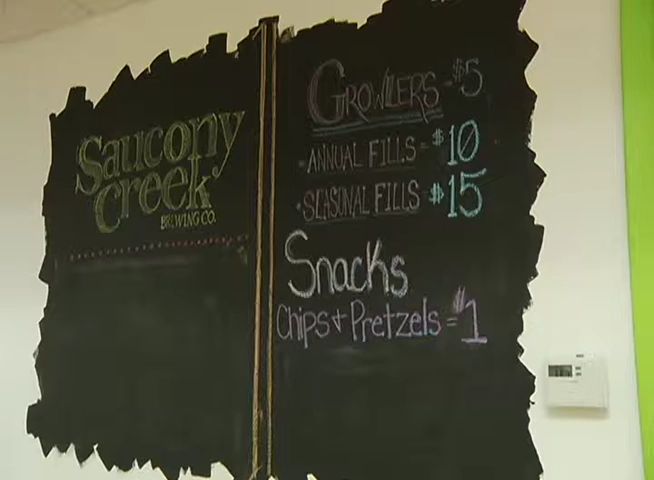 Saucony
Creek
BREWING CO.
GROWLERS - $5
- ANNUAL FILLS - $10
- SEASONAL FILLS $15
Snacks
Chips + Pretzels = $1